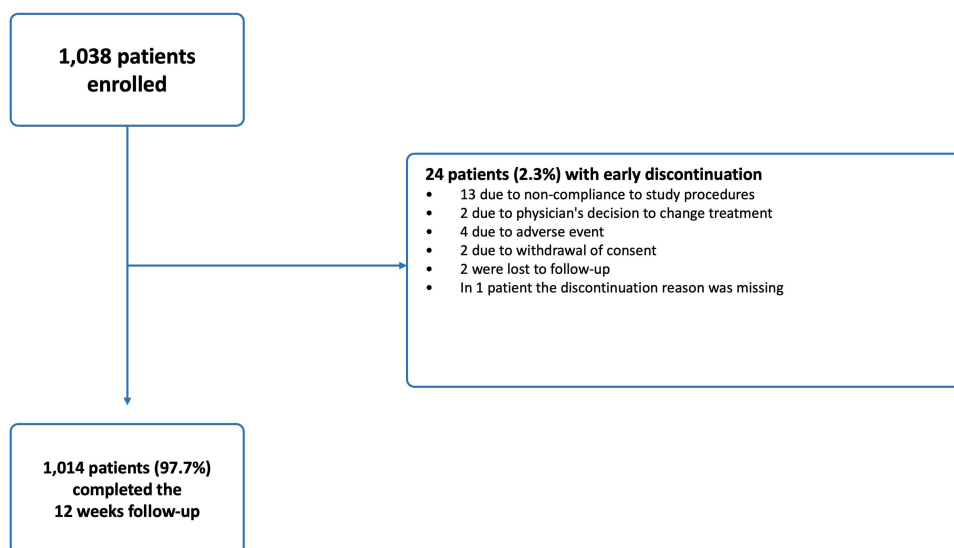 1,038 patients
enrolled
24 patients (2.3%) with early discontinuation
• 13 due to non-compliance to study procedures
• 2 due to physician's decision to change treatment
• 4 due to adverse event
• 2 due to withdrawal of consent
• 2 were lost to follow-up
• In 1 patient the discontinuation reason was missing
1,014 patients (97.7%)
completed the
12 weeks follow-up